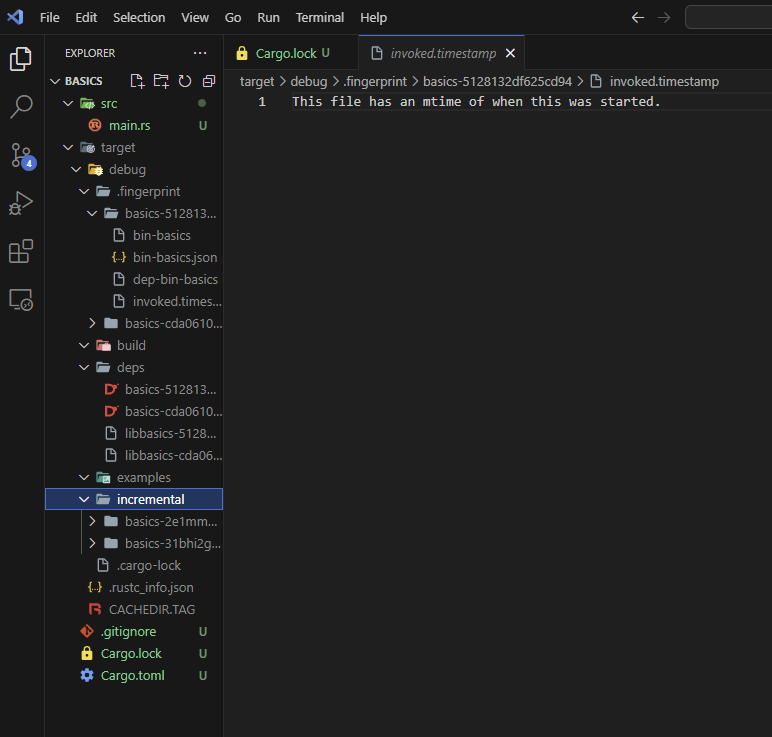 File Edit Selection View Go Run Terminal Help
EXPLORER ...
Cargo.lock U
invoked.timestamp
BASICS
target > debug > .fingerprint > basics-5128132df625cd94 > invoked.timestamp
1 This file has an mtime of when this was started.
src
main.rs U
4
target
debug
.fingerprint
basics-512813...
bin-basics
{..} bin-basics.json
dep-bin-basics
invoked.times...
basics-cda0610...
build
deps
basics-512813...
basics-cda0610...
libbasics-5128...
libbasics-cda06...
examples
incremental
basics-2e1mm...
basics-31bhi2g...
.cargo-lock
{..} .rustc_info.json
CACHEDIR.TAG
.gitignore U
Cargo.lock U
Cargo.toml U